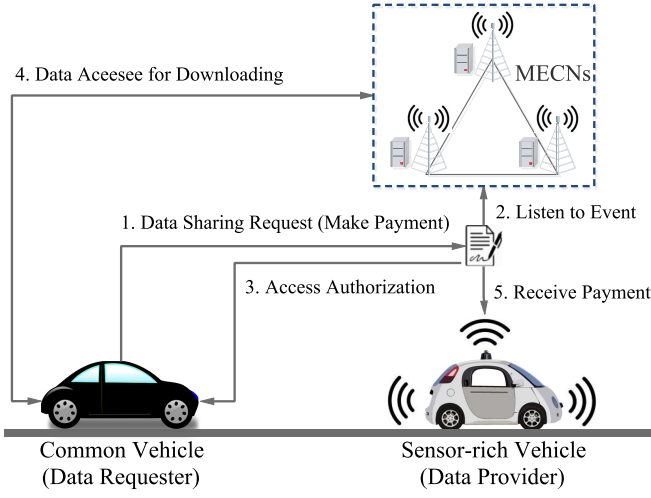 MECNs
4. Data Aceesee for Downloading
1. Data Sharing Request (Make Payment)
2. Listen to Event
3. Access Authorization
5. Receive Payment
Common Vehicle
(Data Requester)
Sensor-rich Vehicle
(Data Provider)